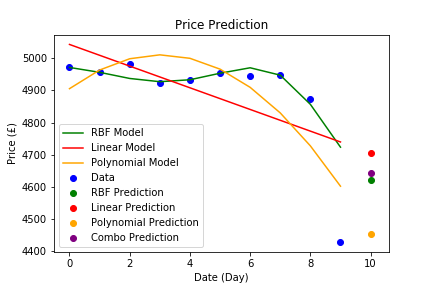 Price Prediction
5000
4900
4800
4700
4600
4500
4400
Price (£)
RBF Model
Linear Model
Polynomial Model
Data
RBF Prediction
Linear Prediction
Polynomial Prediction
Combo Prediction
0 2 4 6 8 10
Date (Day)